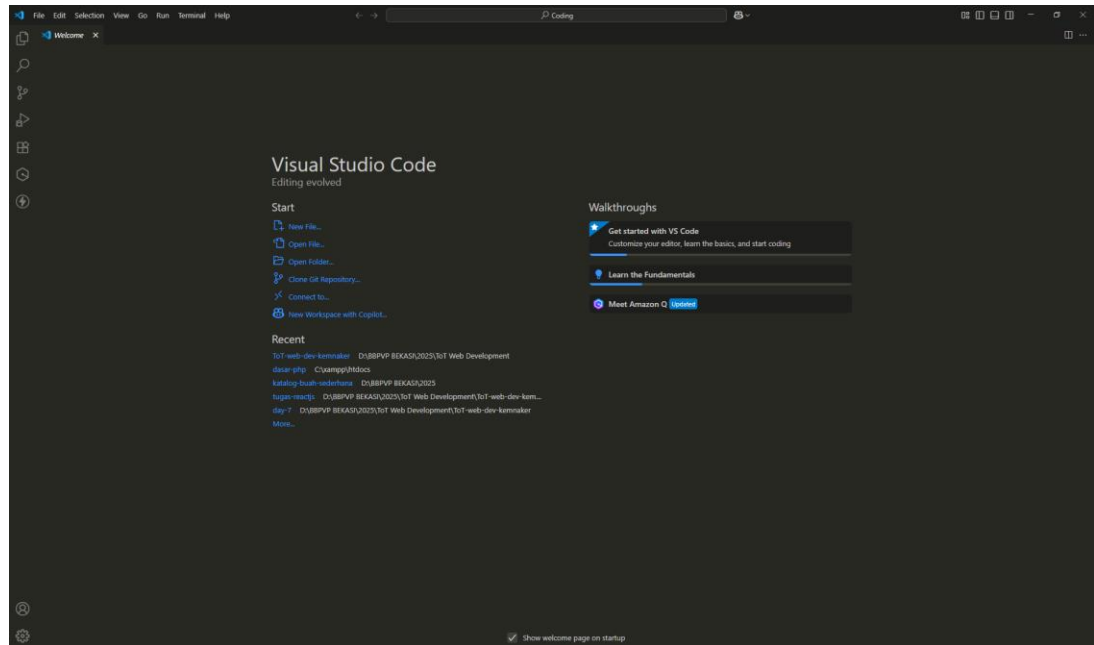 File Edit Selection View Go Run Terminal Help
Coding
Welcome
Visual Studio Code
Editing evolved
Start
New File...
Open File...
Open Folder...
Clone Git Repository...
Connect to...
New Workspace with Copilot...
Recent
ToT-web-dev-kemnaker D:\BBPVP BEKASI\2025\ToT Web Development
dasar-php C:\xampp\htdocs
katalog-buah-sederhana D:\BBPVP BEKASI\2025
tugas-reactjs D:\BBPVP BEKASI\2025\ToT Web Development\ToT-web-dev-kem...
day-7 D:\BBPVP BEKASI\2025\ToT Web Development\ToT-web-dev-kemnaker
More...
Walkthroughs
Get started with VS Code
Customize your editor, learn the basics, and start coding
Learn the Fundamentals
Meet Amazon Q Updated
Show welcome page on startup